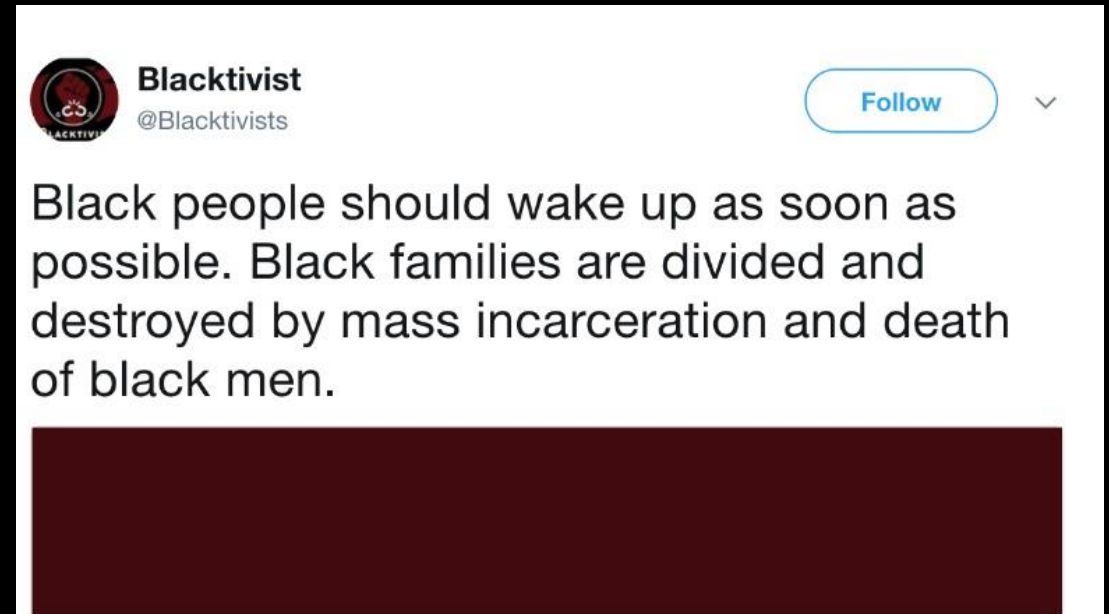 Blacktivist
@Blacktivists
Follow
Black people should wake up as soon as
possible. Black families are divided and
destroyed by mass incarceration and death
of black men.